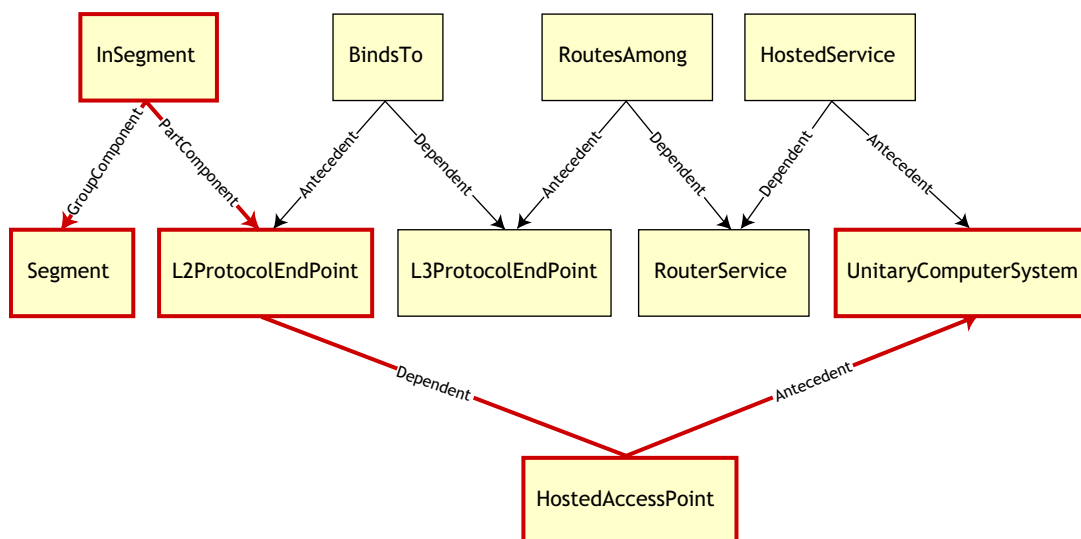 InSegment
BindsTo
RoutesAmong
HostedService
GroupComponent
PartComponent
Antecedent
Dependent
Antecedent
Dependent
Dependent
Antecedent
Segment
L2ProtocolEndPoint
L3ProtocolEndPoint
RouterService
UnitaryComputerSystem
Dependent
Antecedent
HostedAccessPoint